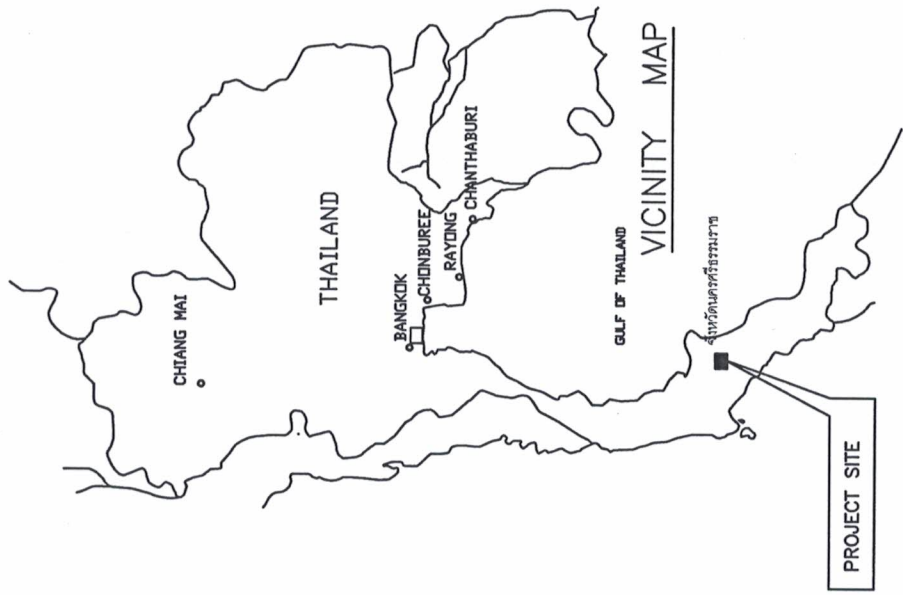 CHIANG MAI
THAILAND
BANGKOK
CHONBUREE
RAYONG
CHANTHABURI
GULF OF THAILAND
VICINITY MAP
จังหวัดนครศรีธรรมราช
PROJECT SITE